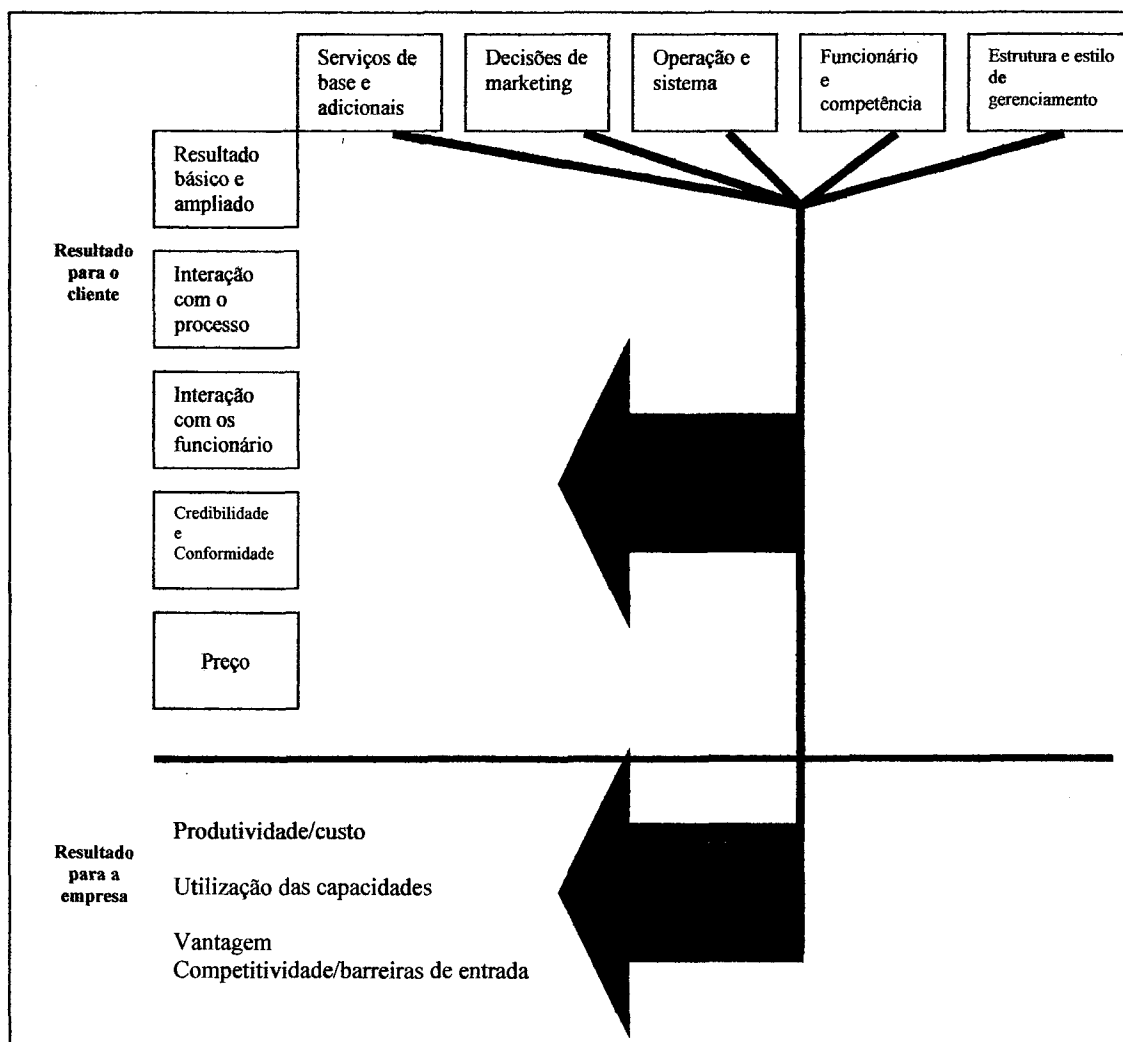 Serviços de
base e
adicionais
Decisões de
marketing
Operação e
sistema
Funcionário
e
competência
Estrutura e estilo
de
gerenciamento
Resultado
básico e
ampliado
Resultado
para o
cliente
Interação
com o
processo
Interação
com os
funcionário
Credibilidade
e
Conformidade
Preço
Resultado
para a
empresa
Produtividade/custo
Utilização das capacidades
Vantagem
Competitividade/barreiras de entrada